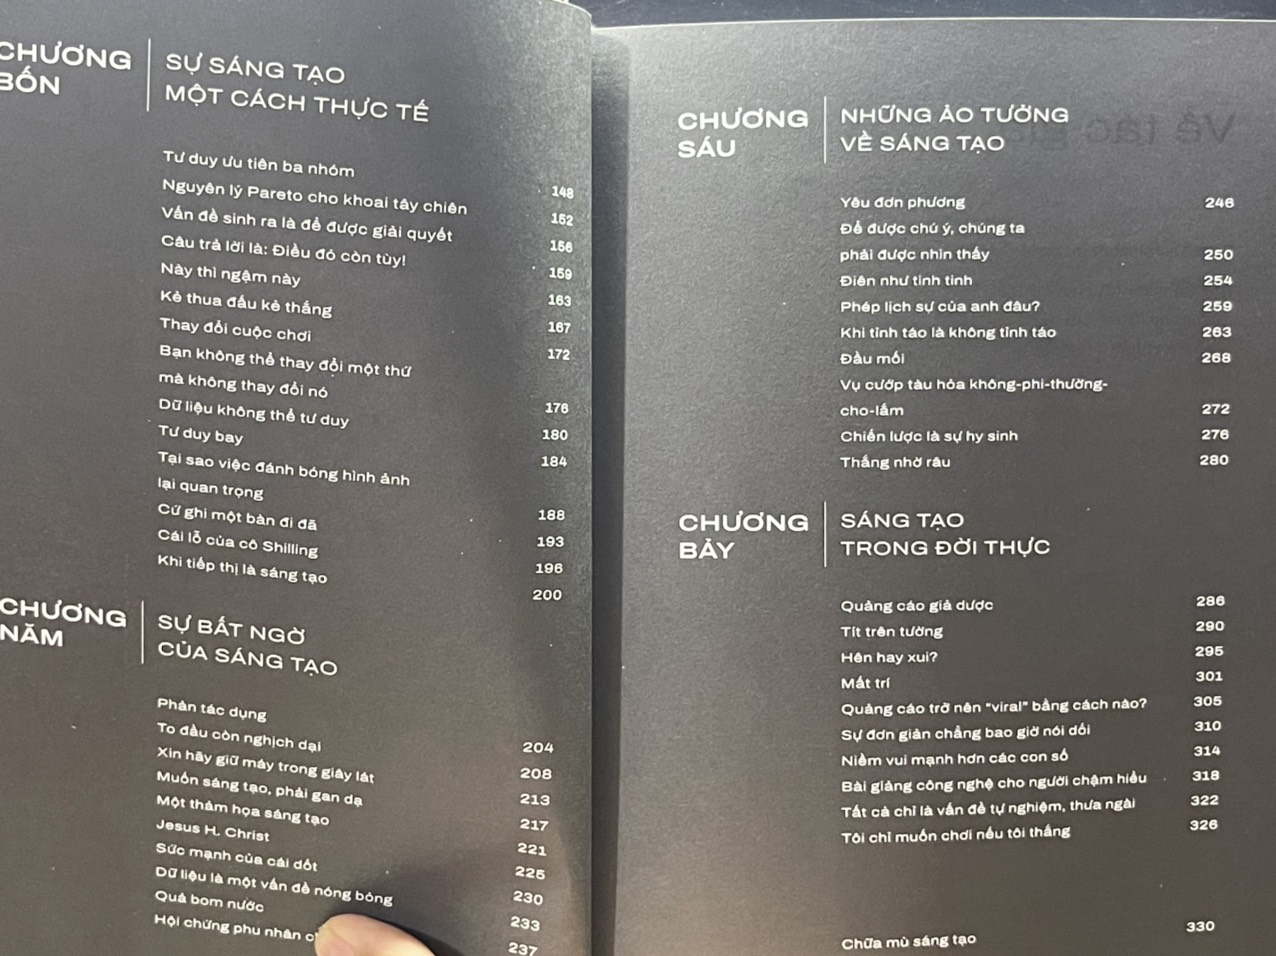 CHƯƠNG
BỐN
SỰ SÁNG TẠO
MỘT CÁCH THỰC TẾ
Tư duy ưu tiên ba nhóm 148
Nguyên lý Pareto cho khoai tây chiên 152
Vấn đề sinh ra là để được giải quyết 156
Câu trả lời là: Điều đó còn tùy! 159
Này thì ngậm này 163
Kẻ thua đấu kẻ thắng 167
Thay đổi cuộc chơi 172
Bạn không thể thay đổi một thứ
mà không thay đổi nó 176
Dữ liệu không thể tư duy 180
Tư duy bay 184
Tại sao việc đánh bóng hình ảnh
lại quan trọng 188
Cứ ghi một bàn đi đã 193
Cái lỗ của cô Shilling 196
Khi tiếp thị là sáng tạo 200
CHƯƠNG
NĂM
SỰ BẤT NGỜ
CỦA SÁNG TẠO
Phản tác dụng 204
To đầu còn nghịch dại 208
Xin hãy giữ máy trong giây lát 213
Muốn sáng tạo, phải gan dạ 217
Một thảm họa sáng tạo 221
Jesus H. Christ 225
Sức mạnh của cái dốt 230
Dữ liệu là một vấn đề nóng bỏng 233
Quả bom nước 237
Hội chứng phu nhân
CHƯƠNG
SÁU
NHỮNG ẢO TƯỞNG
VỀ SÁNG TẠO
Yêu đơn phương 246
Để được chú ý, chúng ta
phải được nhìn thấy 250
Điên như tinh tinh 254
Phép lịch sự của anh đâu? 259
Khi tỉnh táo là không tỉnh táo 263
Đầu mối 268
Vụ cướp tàu hỏa không-phi-thường-
cho-lắm 272
Chiến lược là sự hy sinh 276
Thắng nhờ râu 280
CHƯƠNG
BẢY
SÁNG TẠO
TRONG ĐỜI THỰC
Quảng cáo giả dược 286
Tít trên tường 290
Hên hay xui? 295
Mất trí 301
Quảng cáo trở nên "viral" bằng cách nào? 305
Sự đơn giản chẳng bao giờ nói dối 310
Niềm vui mạnh hơn các con số 314
Bài giảng công nghệ cho người chậm hiểu 318
Tất cả chỉ là vấn đề tự nghiệm, thưa ngài 322
Tôi chỉ muốn chơi nếu tôi thắng 326
Chữa mù sáng tạo 330